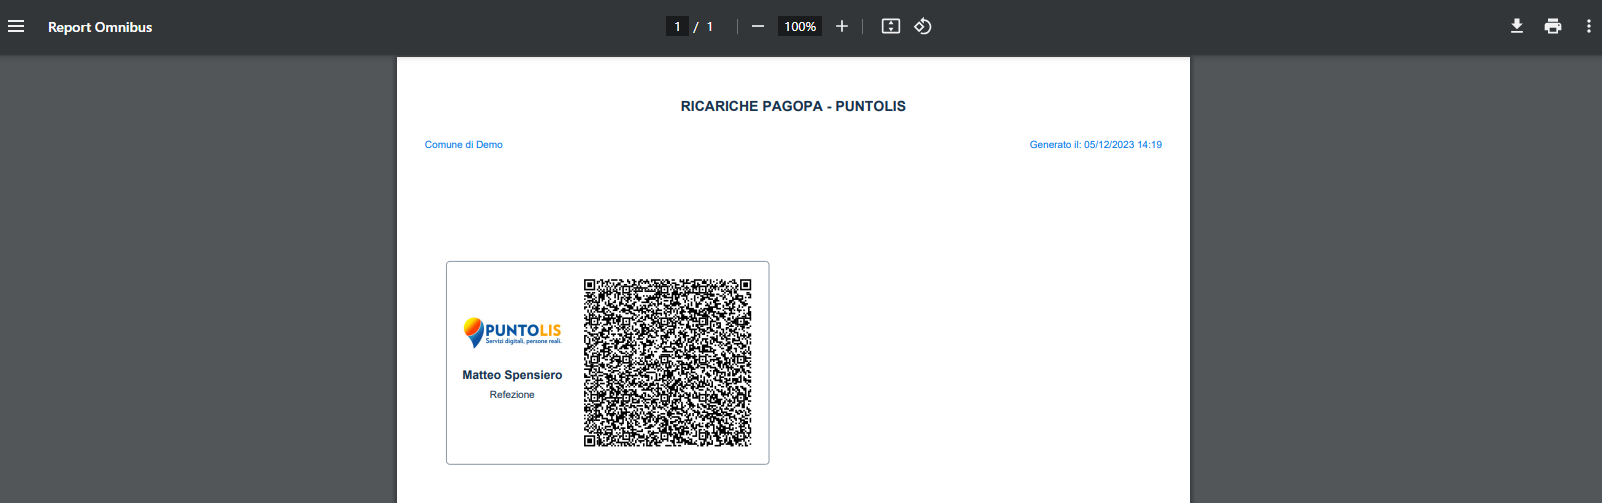 Report Omnibus
1 / 1
100%
RICARICHE PAGOPA - PUNTOLIS
Comune di Demo
Generato il: 05/12/2023 14:19
PUNTOLIS
Servizi digitali, persone reali.
Matteo Spensiero
Refezione